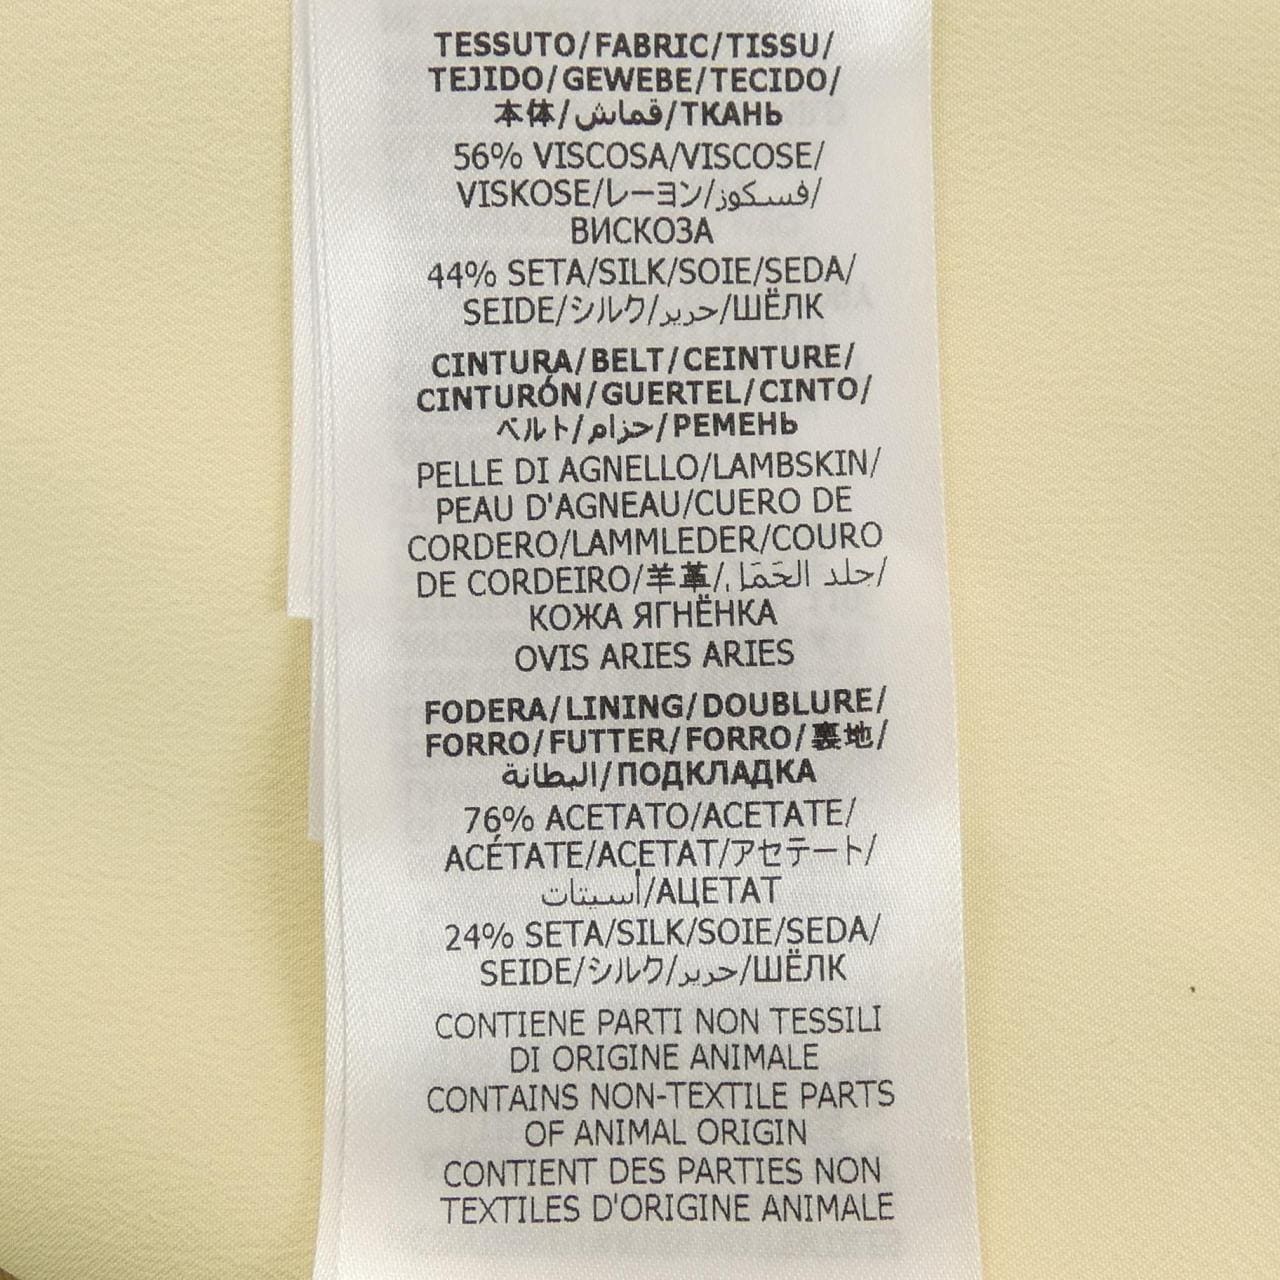 TESSUTO/FABRIC/TISSU/
TEJIDO/GEWEBE/TECIDO/
本体/قماش/ТКАНЬ
56% VISCOSA/VISCOSE/
VISKOSE/レーヨン/فسكوز/
ВИСКОЗА
44% SETA/SILK/SOIE/SEDA/
SEIDE/シルク/حرير/ШЁЛК
CINTURA/BELT/CEINTURE/
CINTURÓN/GUERTEL/CINTO/
ベルト/حزام/РЕМЕНЬ
PELLE DI AGNELLO/LAMBSKIN/
PEAU D'AGNEAU/CUERO DE
CORDERO/LAMMLEDER/COURO
DE CORDEIRO/羊革/جلد الحَمَل/
КОЖА ЯГНЁНКА
OVIS ARIES ARIES
FODERA/LINING/DOUBLURE/
FORRO/FUTTER/FORRO/裏地/
البطانة/ПОДКЛАДКА
76% ACETATO/ACETATE/
ACÉTATE/ACETAT/アセテート/
أسيتات/АЦЕТАТ
24% SETA/SILK/SOIE/SEDA/
SEIDE/シルク/حرير/ШЁЛК
CONTIENE PARTI NON TESSILI
DI ORIGINE ANIMALE
CONTAINS NON-TEXTILE PARTS
OF ANIMAL ORIGIN
CONTIENT DES PARTIES NON
TEXTILES D'ORIGINE ANIMALE